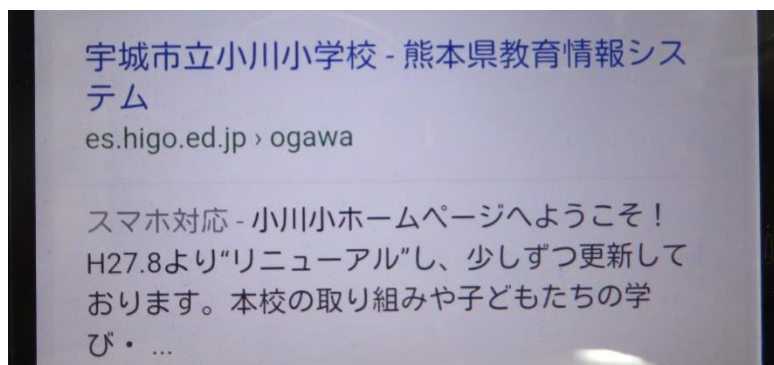 宇城市立小川小学校 - 熊本県教育情報シス
テム
es.higo.ed.jp › ogawa
スマホ対応 - 小川小ホームページへようこそ！
H27.8より“リニューアル”し、少しずつ更新して
おります。本校の取り組みや子どもたちの学
び・ ...